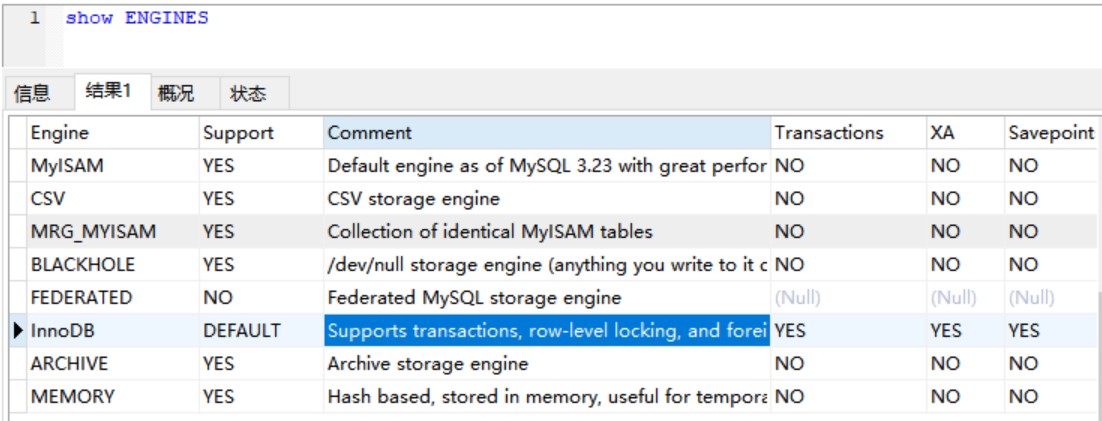 1 show ENGINES
信息 结果1 概况 状态
Engine Support Comment Transactions XA Savepoint
MyISAM YES Default engine as of MySQL 3.23 with great perfor NO NO NO
CSV YES CSV storage engine NO NO NO
MRG_MYISAM YES Collection of identical MyISAM tables NO NO NO
BLACKHOLE YES /dev/null storage engine (anything you write to it c NO NO NO
FEDERATED NO Federated MySQL storage engine (Null) (Null) (Null)
InnoDB DEFAULT Supports transactions, row-level locking, and forei YES YES YES
ARCHIVE YES Archive storage engine NO NO NO
MEMORY YES Hash based, stored in memory, useful for tempora NO NO NO